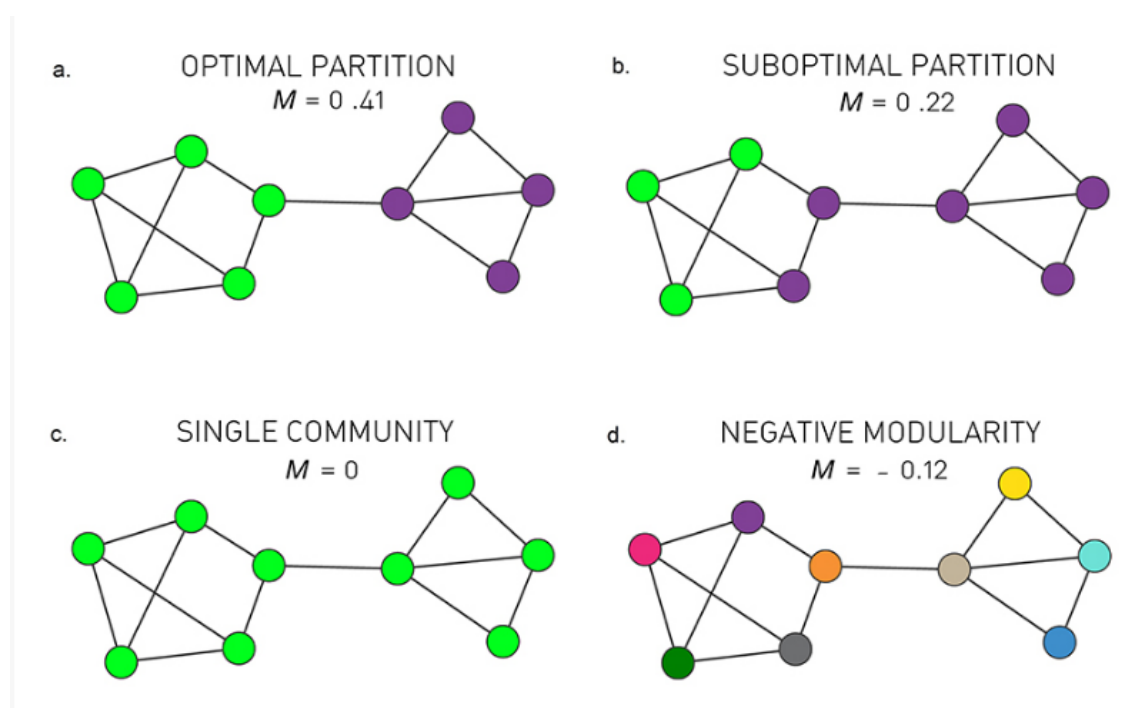 a.
OPTIMAL PARTITION
M = 0 .41
b.
SUBOPTIMAL PARTITION
M = 0 .22
c.
SINGLE COMMUNITY
M = 0
d.
NEGATIVE MODULARITY
M = - 0.12